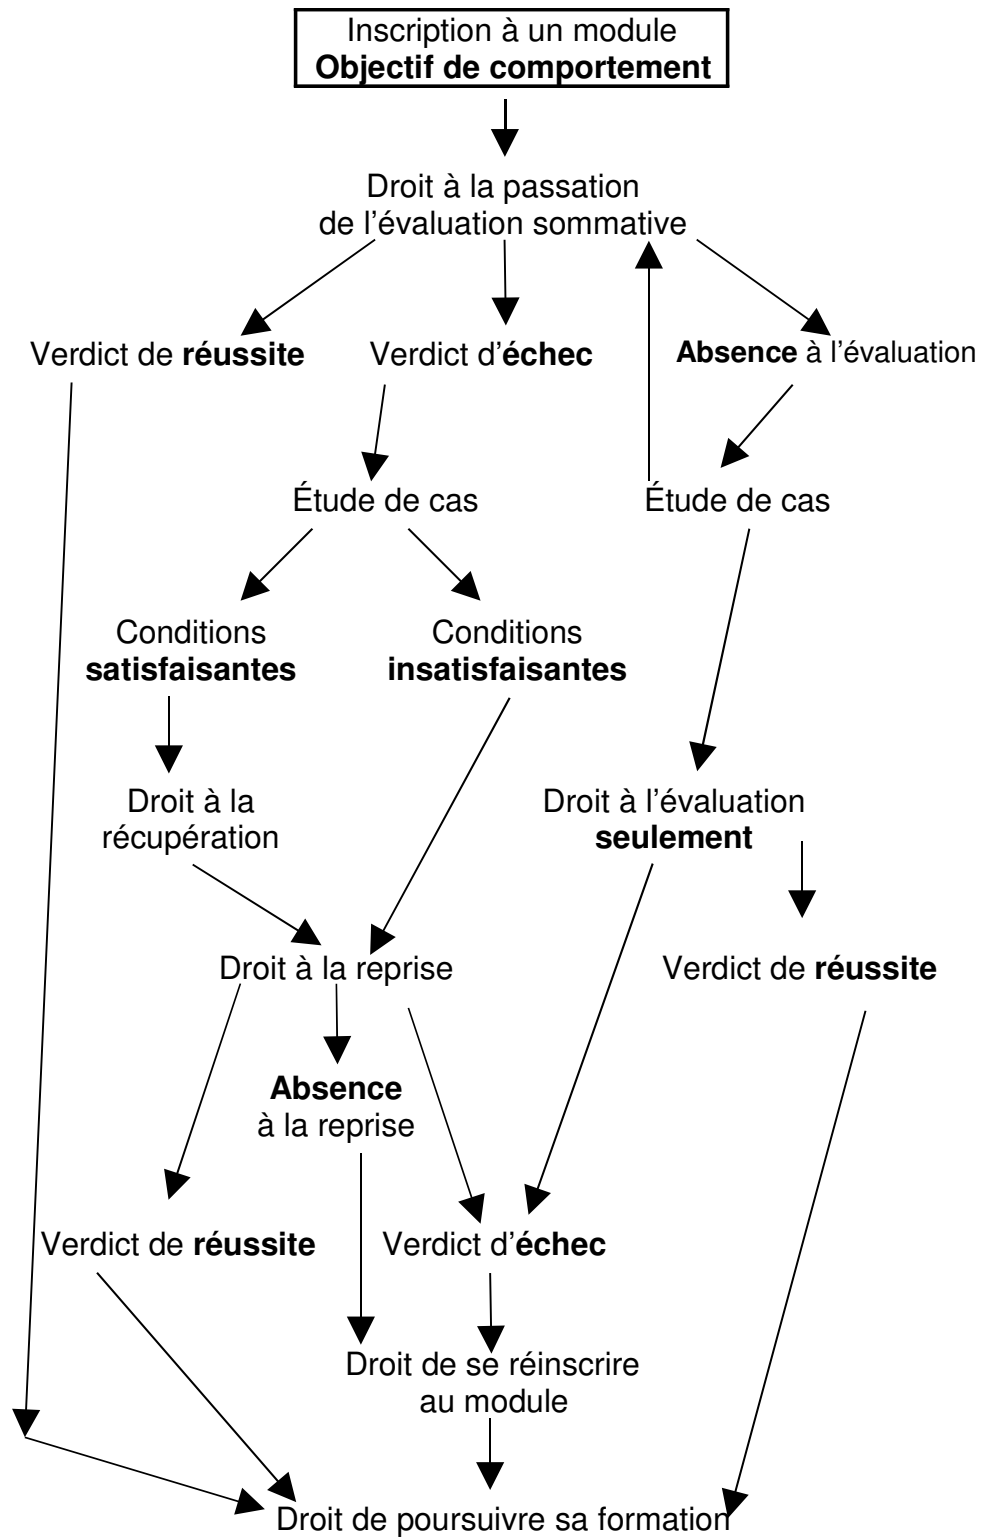 Inscription à un module
Objectif de comportement
Droit à la passation
de l’évaluation sommative
Verdict de réussite
Verdict d’échec
Absence à l’évaluation
Étude de cas
Étude de cas
Conditions
satisfaisantes
Conditions
insatisfaisantes
Droit à la
récupération
Droit à l’évaluation
seulement
Droit à la reprise
Verdict de réussite
Absence
à la reprise
Verdict de réussite
Verdict d’échec
Droit de se réinscrire
au module
Droit de poursuivre sa formation